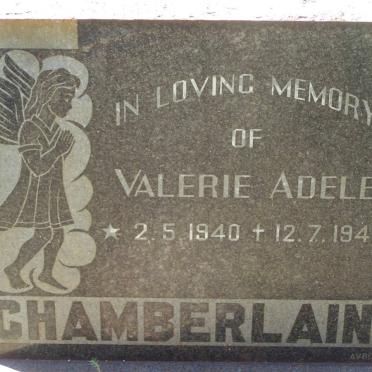 IN LOVING MEMORY
OF
VALERIE ADELE
★ 2.5.1940 † 12.7.194
CHAMBERLAIN